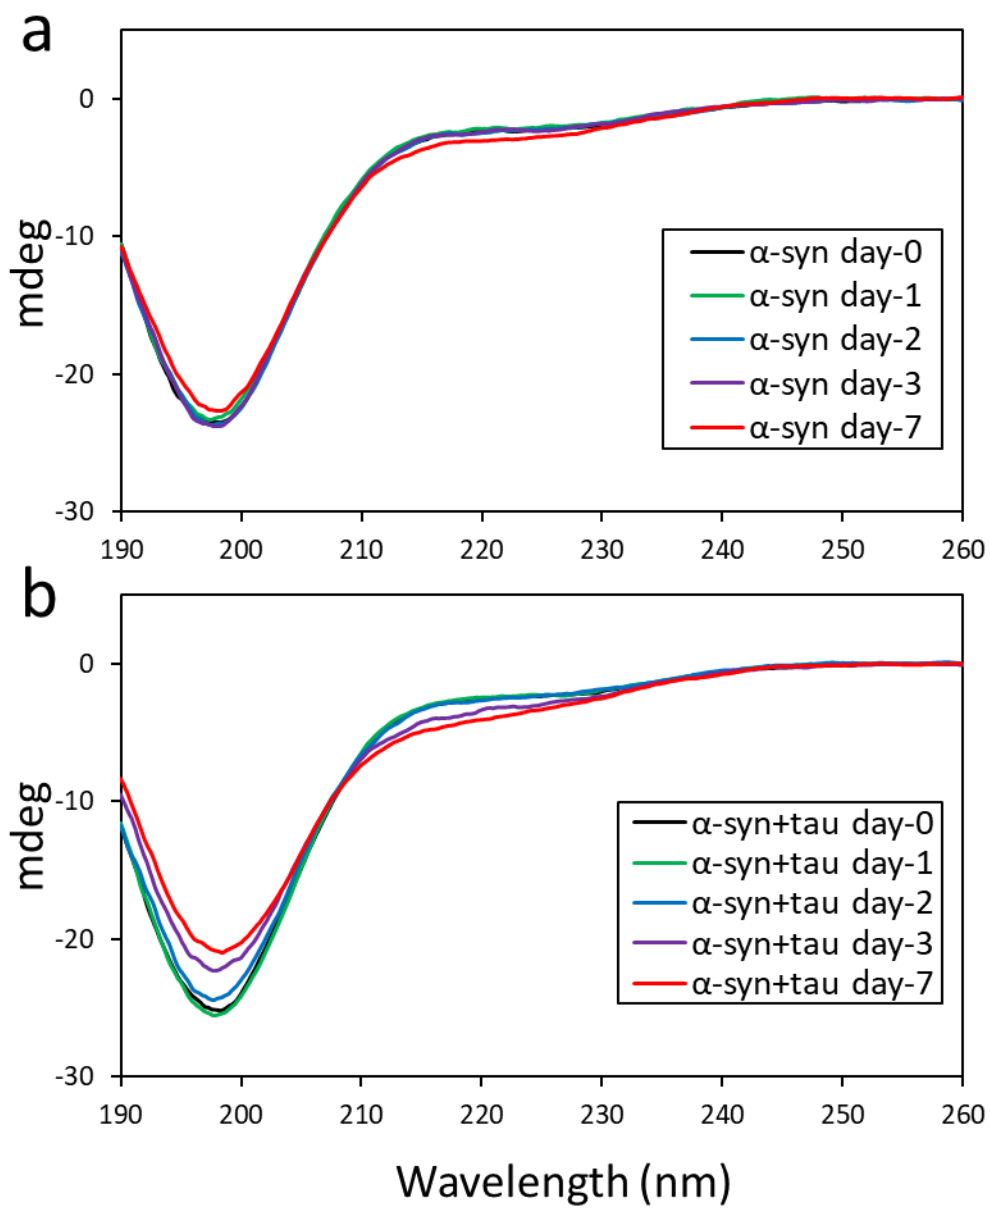 a
0
-10
-20
-30
mdeg
α-syn day-0
α-syn day-1
α-syn day-2
α-syn day-3
α-syn day-7
190 200 210 220 230 240 250 260
b
0
-10
-20
-30
mdeg
α-syn+tau day-0
α-syn+tau day-1
α-syn+tau day-2
α-syn+tau day-3
α-syn+tau day-7
190 200 210 220 230 240 250 260
Wavelength (nm)